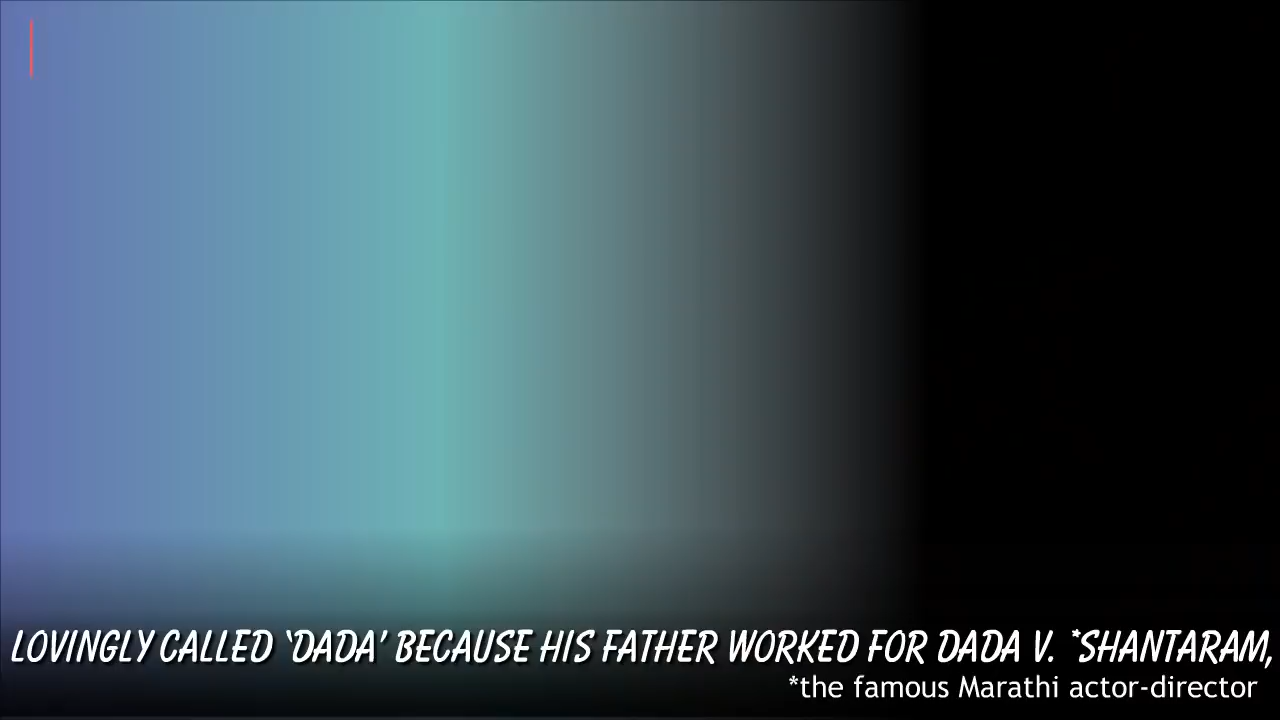 LOVINGLY CALLED ‘DADA’ BECAUSE HIS FATHER WORKED FOR DADA V. *SHANTARAM,
*the famous Marathi actor-director